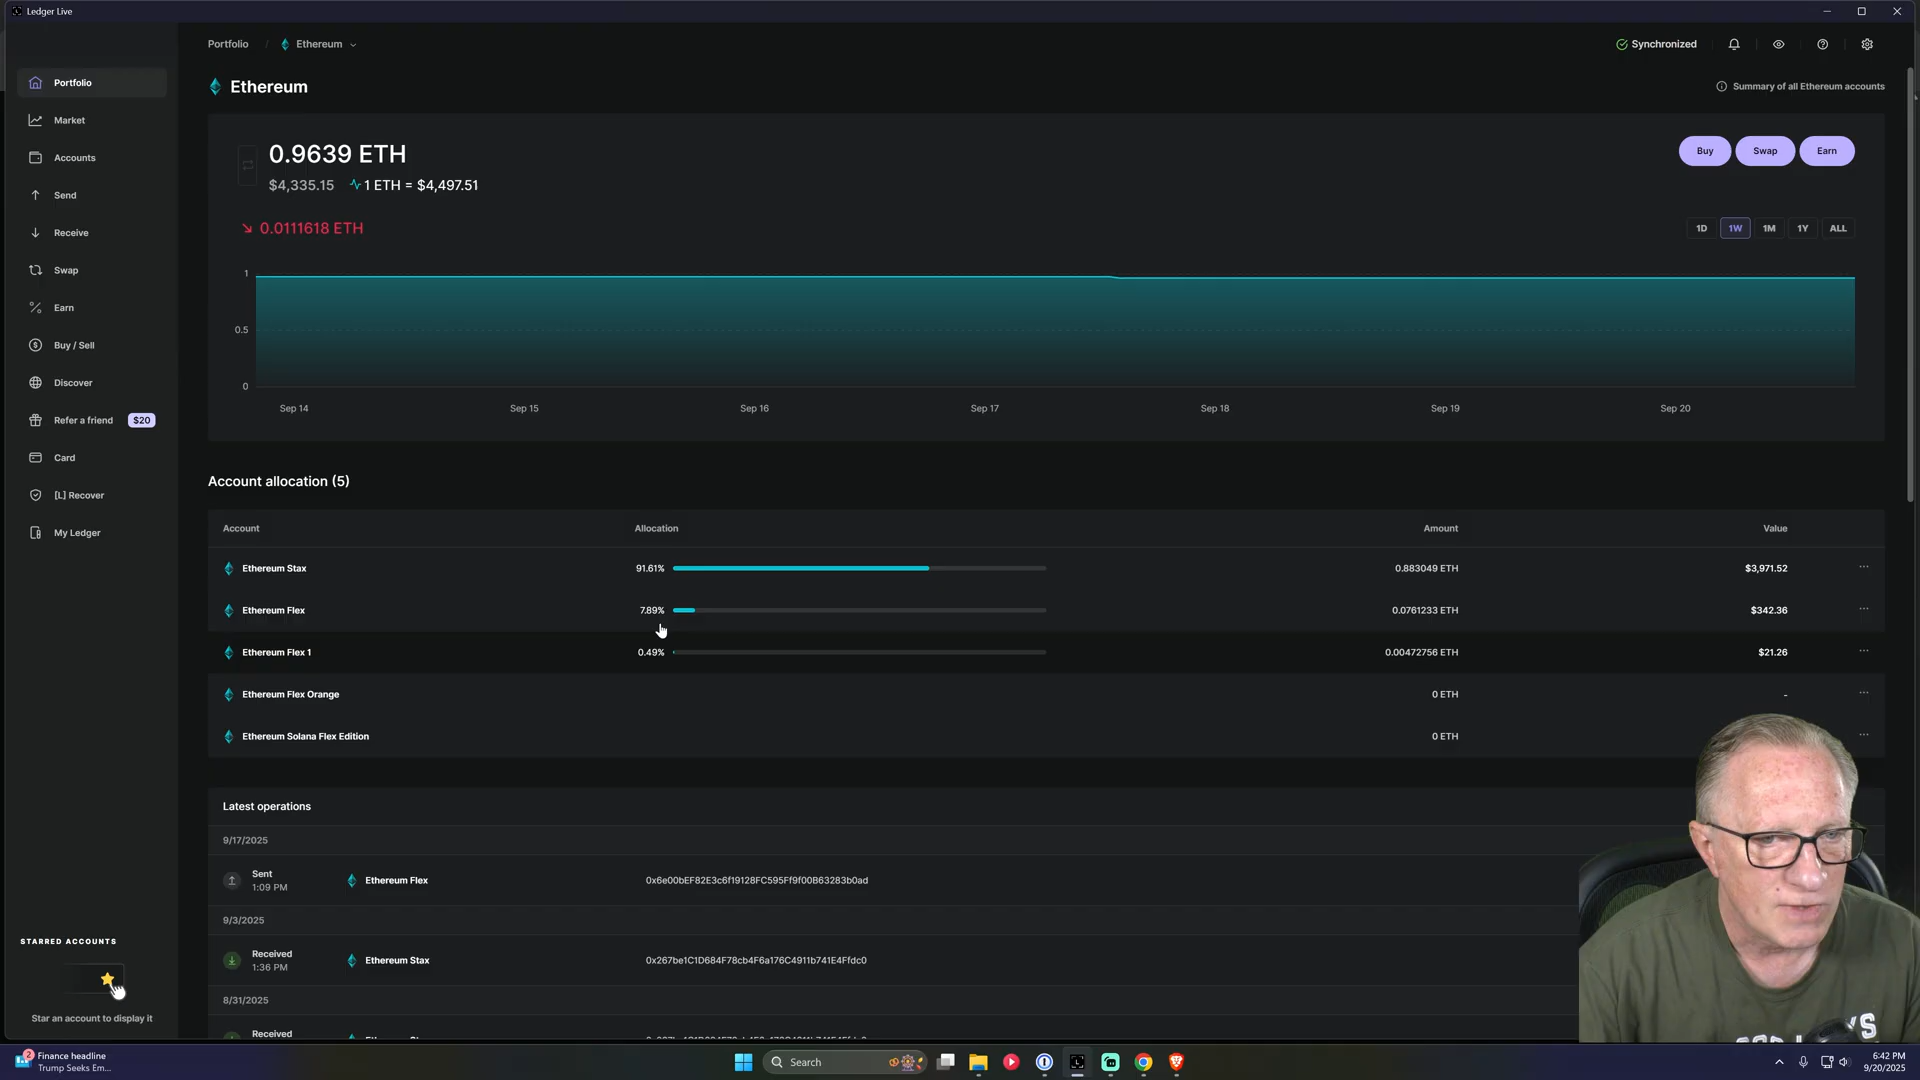 Ledger Live
Portfolio / Ethereum
Synchronized
Portfolio
Market
Accounts
Send
Receive
Swap
Earn
Buy / Sell
Discover
Refer a friend $20
Card
[L] Recover
My Ledger
STARRED ACCOUNTS
Star an account to display it
Ethereum
Summary of all Ethereum accounts
0.9639 ETH
$4,335.15 1 ETH = $4,497.51
Buy Swap Earn
0.0111618 ETH
1D 1W 1M 1Y ALL
1
0.5
0
Sep 14 Sep 15 Sep 16 Sep 17 Sep 18 Sep 19 Sep 20
Account allocation (5)
Account Allocation Amount Value
Ethereum Stax 91.61% 0.883049 ETH $3,971.52
Ethereum Flex 7.89% 0.0761233 ETH $342.36
Ethereum Flex 1 0.49% 0.00472756 ETH $21.26
Ethereum Flex Orange 0 ETH -
Ethereum Solana Flex Edition 0 ETH
Latest operations
9/17/2025
Sent
1:09 PM
Ethereum Flex 0x6e00bEF82E3c6f19128FC595Ff9f00B63283b0ad
9/3/2025
Received
1:36 PM
Ethereum Stax 0x267be1C1D684F78cb4F6a176C4911b741E4Ffdc0
8/31/2025
Received
2
Finance headline
Trump Seeks Em...
Search
6:42 PM
9/20/2025